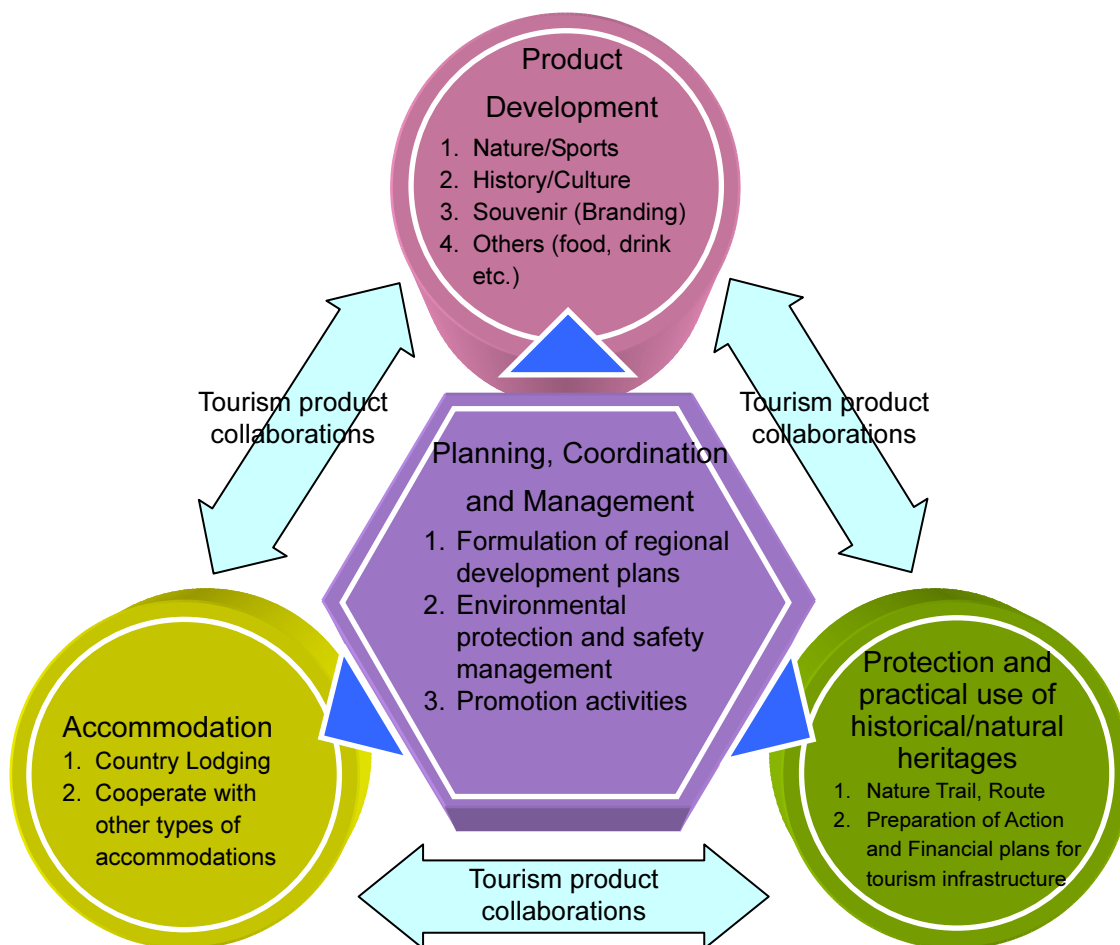 Product
Development
1. Nature/Sports
2. History/Culture
3. Souvenir (Branding)
4. Others (food, drink
etc.)
Tourism product
collaborations
Tourism product
collaborations
Planning, Coordination
and Management
1. Formulation of regional
development plans
2. Environmental
protection and safety
management
3. Promotion activities
Accommodation
1. Country Lodging
2. Cooperate with
other types of
accommodations
Protection and
practical use of
historical/natural
heritages
1. Nature Trail, Route
2. Preparation of Action
and Financial plans for
tourism infrastructure
Tourism product
collaborations